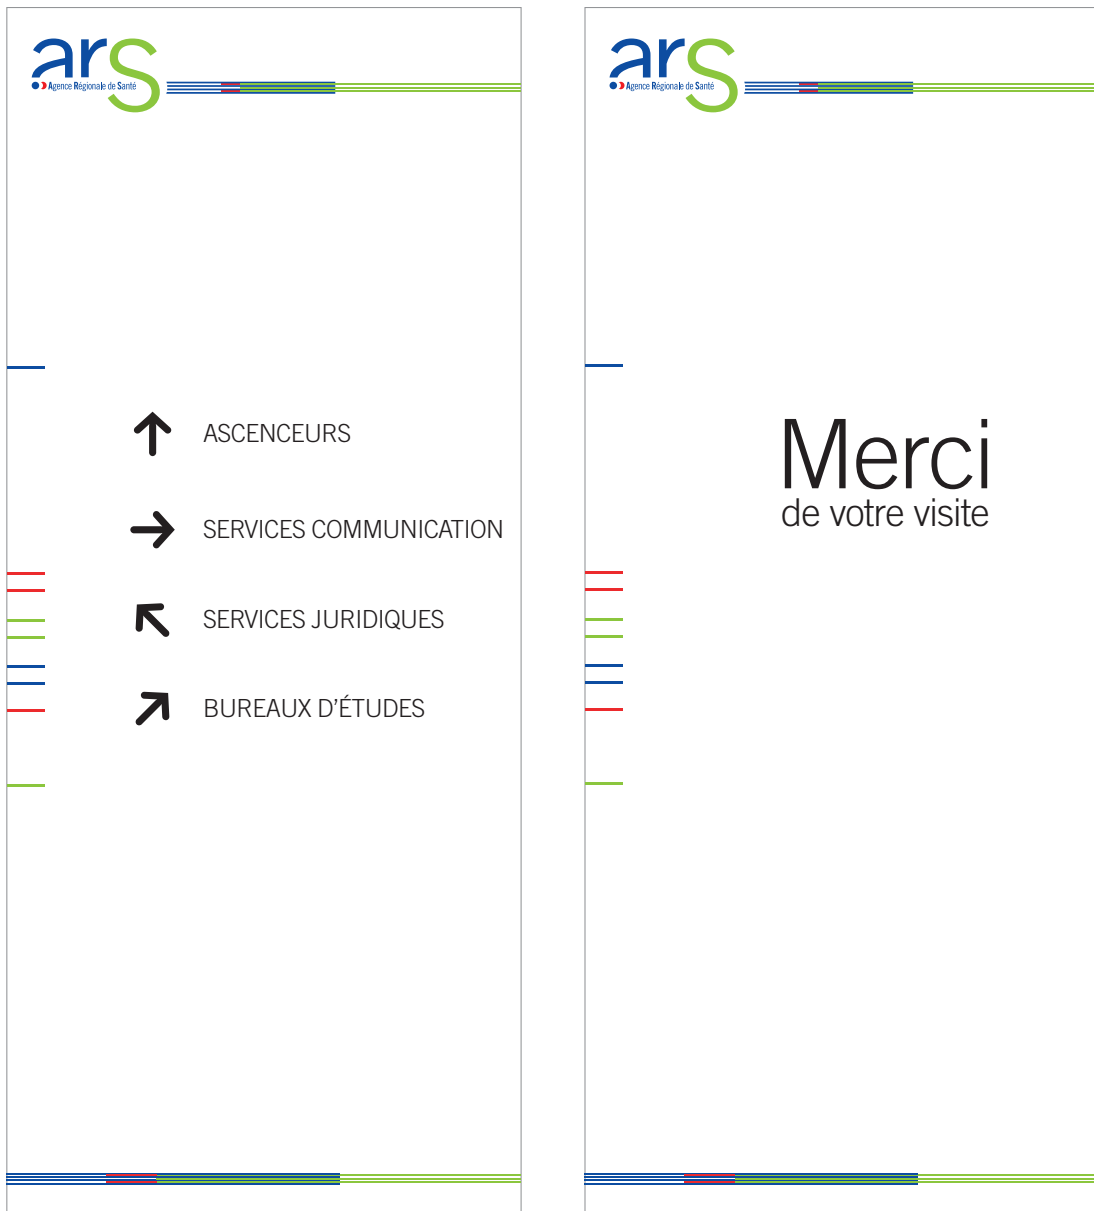 ars
Agence Régionale de Santé
ASCENCEURS
SERVICES COMMUNICATION
SERVICES JURIDIQUES
BUREAUX D'ÉTUDES
ars
Agence Régionale de Santé
Merci
de votre visite